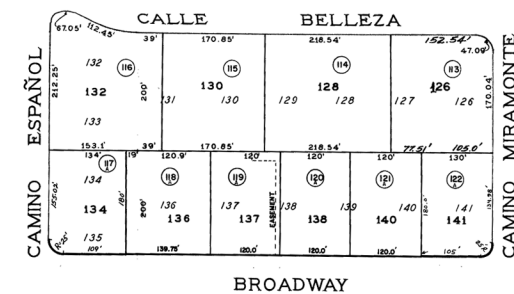 CALLE BELLEZA
67.05' 112.45' 39' 170.85' 218.54' 152.54'
47.09'
132 116 115 114 113
212.25' 132 200' 130 128 126 170.04'
131 130 129 128 127 126
133
153.1' 39' 170.85' 218.54' 77.51' 105.0'
134' 19' 120.9' 120' 120' 120' 130'
117 A 118 A 119 A 120 A 121 A 122 A
134 136 137 138 139 140 141
134 200' 136 137 EASEMENT 138 140 141
135
109' 139.75' 120.0' 120.0' 120.0' 105'
CAMINO ESPAÑOL
CAMINO MIRAMONTE
BROADWAY